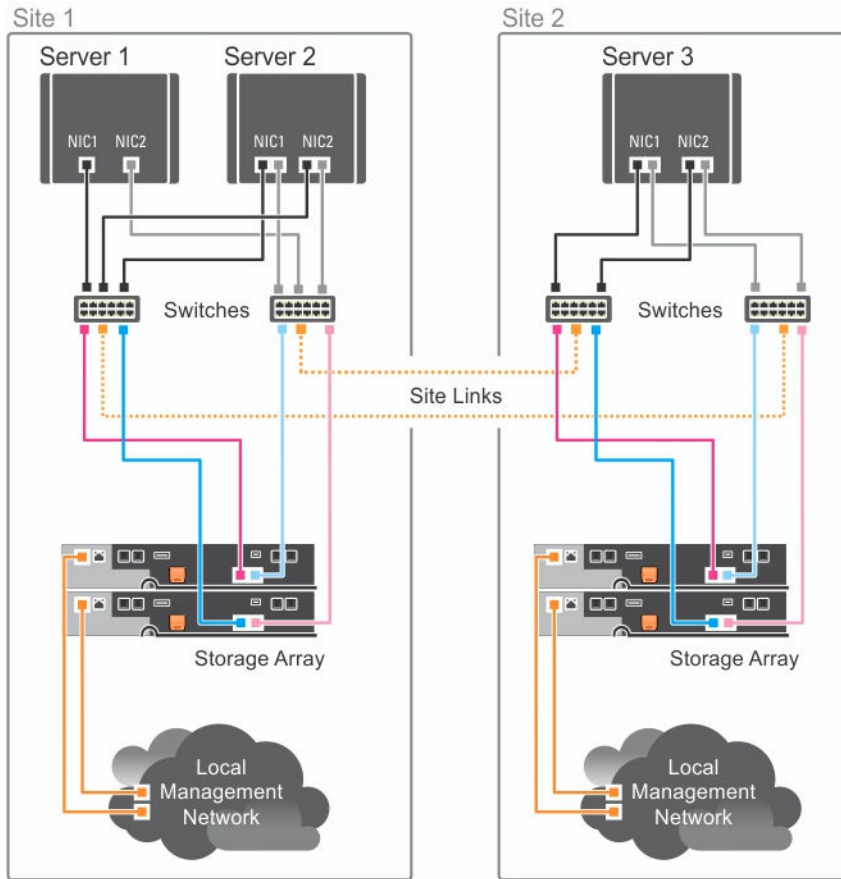 Site 1
Site 2
Server 1
Server 2
Server 3
NIC1
NIC2
NIC1
NIC2
NIC1
NIC2
Switches
Switches
Site Links
Storage Array
Storage Array
Local
Management
Network
Local
Management
Network